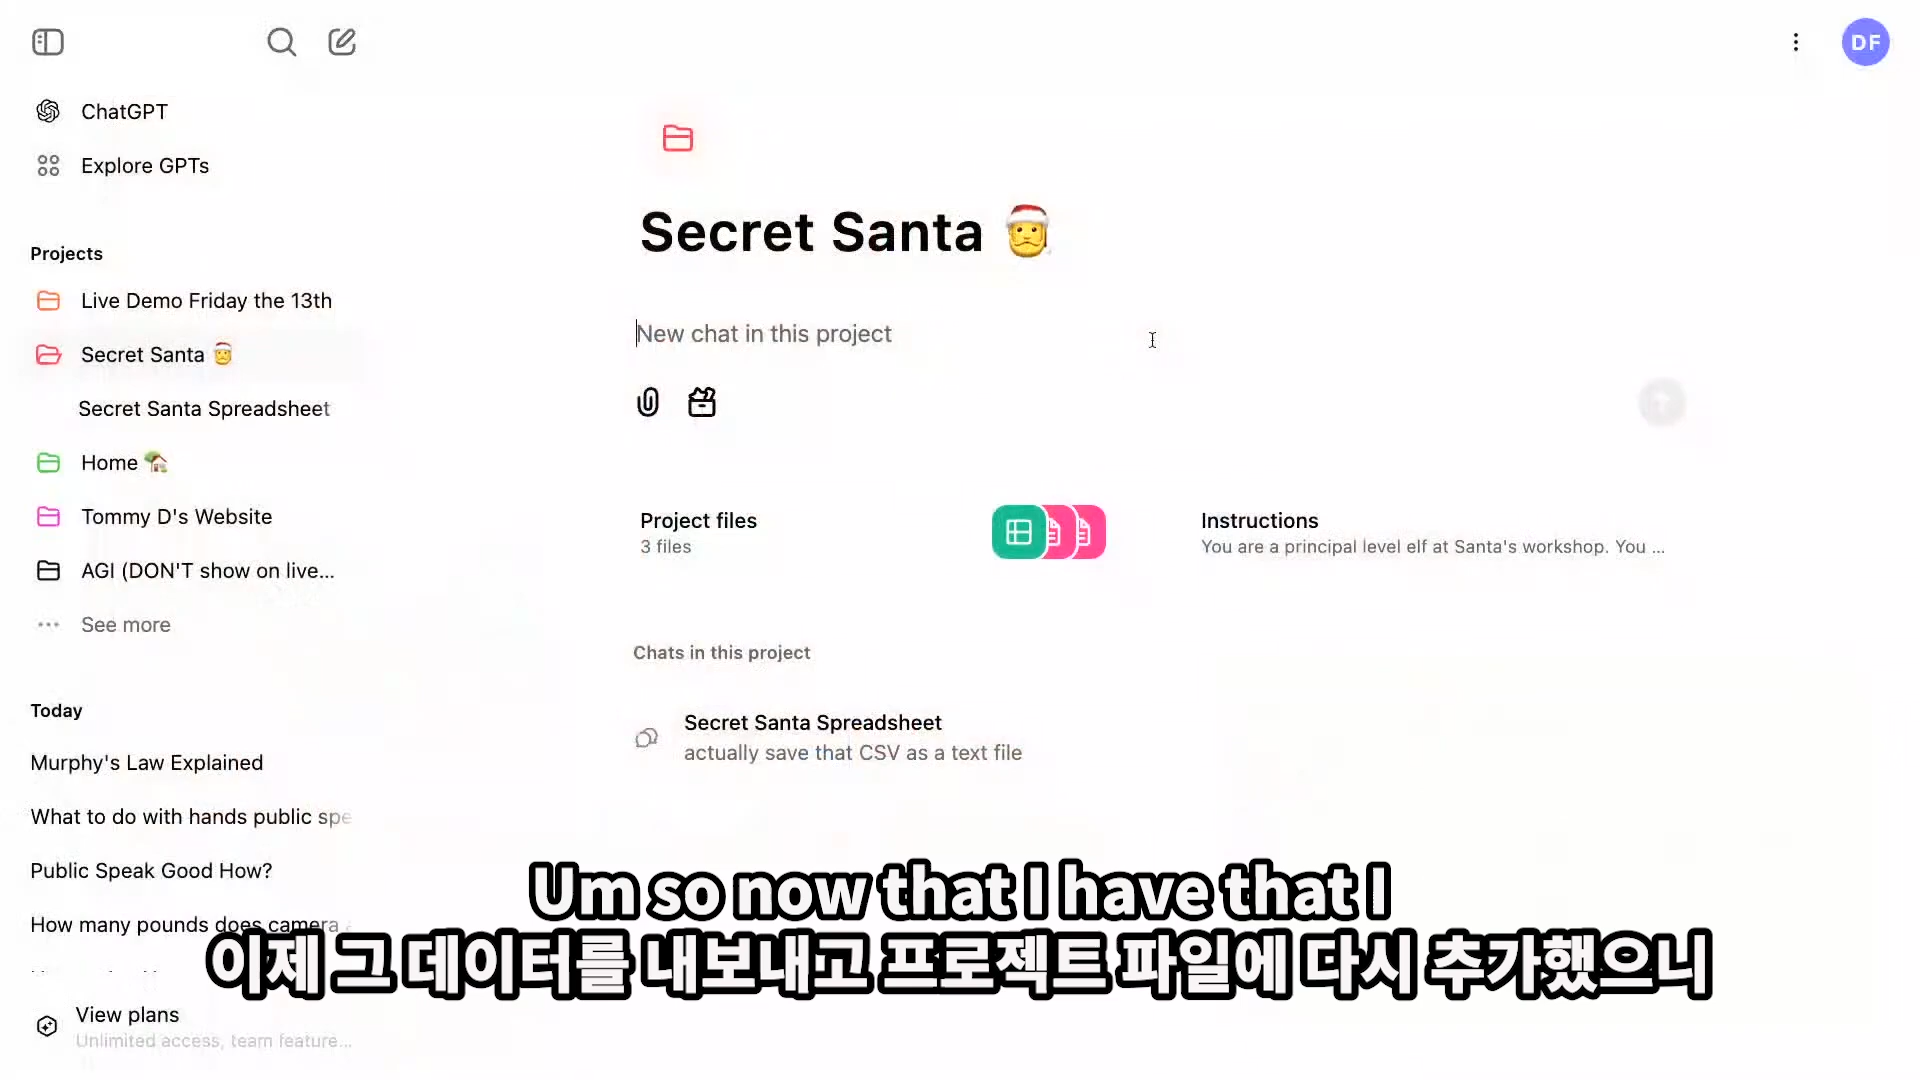 DF
ChatGPT
Explore GPTs
Projects
Live Demo Friday the 13th
Secret Santa 🎅
Secret Santa Spreadsheet
Home 🏡
Tommy D's Website
AGI (DON'T show on live...
See more
Today
Murphy's Law Explained
What to do with hands public spe
Public Speak Good How?
How many pounds does camera
View plans
Unlimited access, team feature...
Secret Santa 🎅
New chat in this project
Project files
3 files
Instructions
You are a principal level elf at Santa's workshop. You ...
Chats in this project
Secret Santa Spreadsheet
actually save that CSV as a text file
Um so now that I have that I
이제 그 데이터를 내보내고 프로젝트 파일에 다시 추가했으니